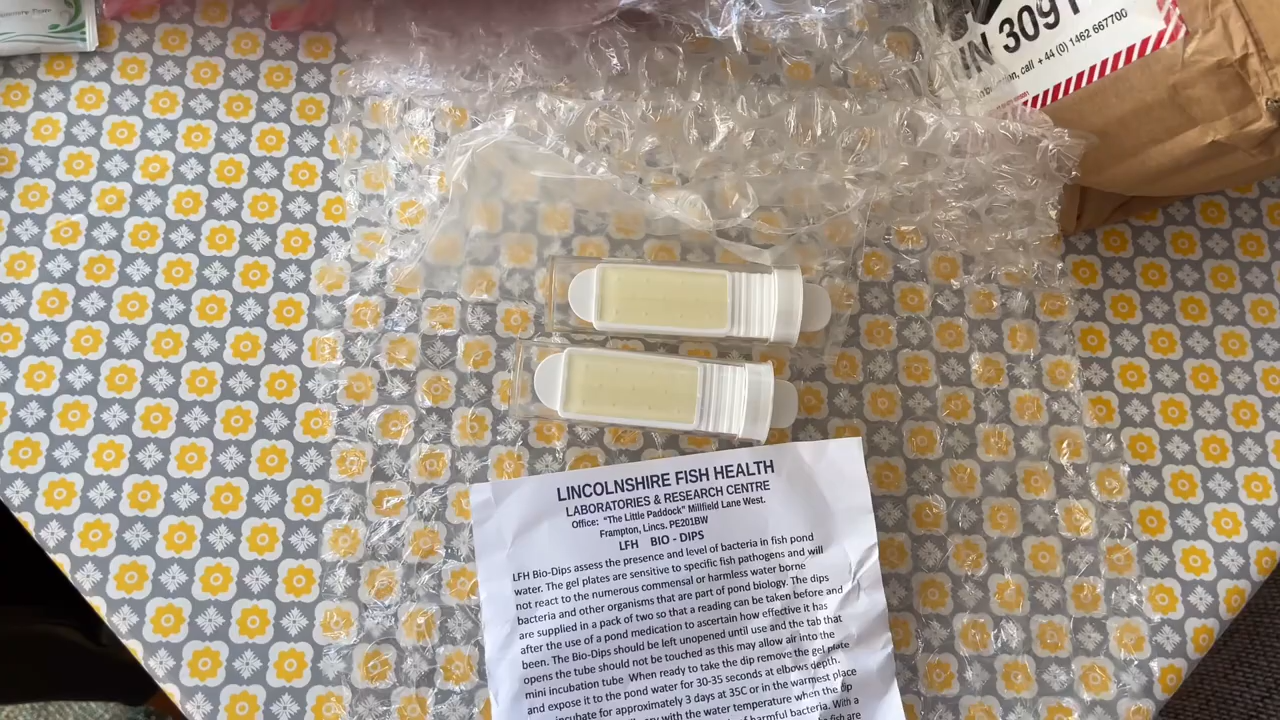 IN 309
on, call + 44 (0) 1462 667700
LINCOLNSHIRE FISH HEALTH
LABORATORIES & RESEARCH CENTRE
Office: "The Little Paddock" Millfield Lane West.
Frampton, Lincs. PE201BW
LFH BIO - DIPS
LFH Bio-Dips assess the presence and level of bacteria in fish pond
water. The gel plates are sensitive to specific fish pathogens and will
not react to the numerous commensal or harmless water borne
bacteria and other organisms that are part of pond biology. The dips
are supplied in a pack of two so that a reading can be taken before and
after the use of a pond medication to ascertain how effective it has
been. The Bio-Dips should be left unopened until use and the tab that
opens the tube should not be touched as this may allow air into the
mini incubation tube When ready to take the dip remove the gel plate
and expose it to the pond water for 30-35 seconds at elbows depth.
incubate for approximately 3 days at 35C or in the warmest place
with the water temperature when the dip
of harmful bacteria. With a
fish are